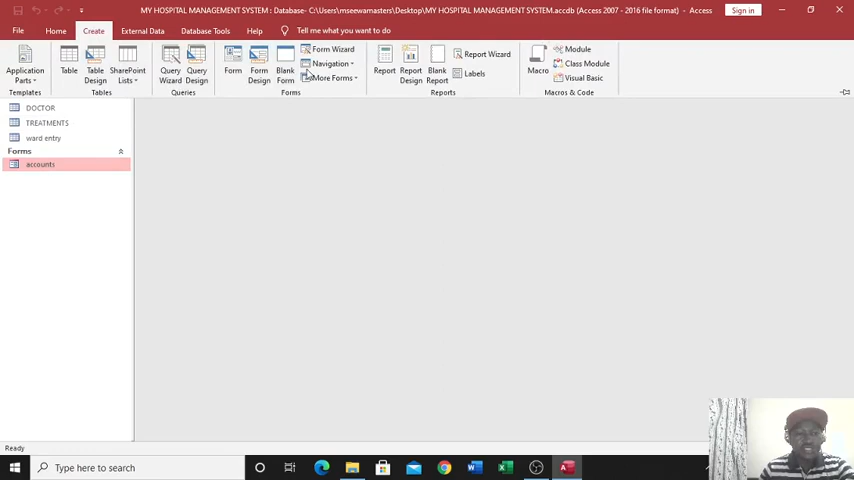 MY HOSPITAL MANAGEMENT SYSTEM : Database- C:\Users\mseewamasters\Desktop\MY HOSPITAL MANAGEMENT SYSTEM.accdb (Access 2007 - 2016 file format) - Access
Sign in
File Home Create External Data Database Tools Help Tell me what you want to do
Application Parts
Table
Table Design
SharePoint Lists
Query Wizard
Query Design
Form
Form Design
Blank Form
Form Wizard
Navigation
More Forms
Report
Report Design
Blank Report
Report Wizard
Labels
Macro
Module
Class Module
Visual Basic
Templates Tables Queries Forms Reports Macros & Code
DOCTOR
TREATMENTS
ward entry
Forms
accounts
Ready
Type here to search